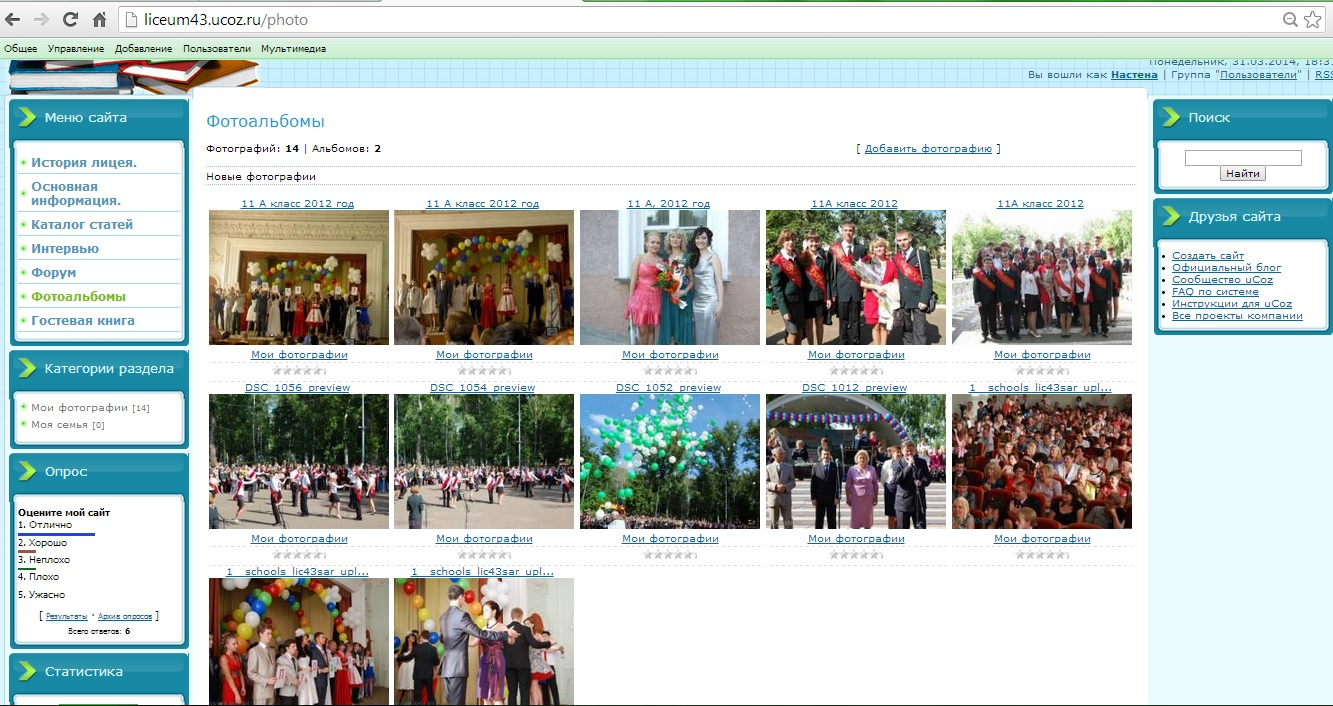 liceum43.ucoz.ru/photo
Общее Управление Добавление Пользователи Мультимедиа
Понедельник, 31.03.2014, 18:3
Вы вошли как Настена | Группа "Пользователи" | RSS
Меню сайта
История лицея.
Основная
информация.
Каталог статей
Интервью
Форум
Фотоальбомы
Гостевая книга
Категории раздела
Мои фотографии [14]
Моя семья [0]
Опрос
Оцените мой сайт
1. Отлично
2. Хорошо
3. Неплохо
4. Плохо
5. Ужасно
[ Результаты · Архив опросов ]
Всего ответов: 6
Статистика
Фотоальбомы
Фотографий: 14 | Альбомов: 2 [ Добавить фотографию ]
Новые фотографии
11 А класс 2012 год 11 А класс 2012 год 11 А, 2012 год 11А класс 2012 11А класс 2012
Мои фотографии Мои фотографии Мои фотографии Мои фотографии Мои фотографии
DSC_1056_preview DSC_1054_preview DSC_1052_preview DSC_1012_preview 1__schools_lic43sar_upl...
Мои фотографии Мои фотографии Мои фотографии Мои фотографии Мои фотографии
1__schools_lic43sar_upl... 1__schools_lic43sar_upl...
Поиск
Найти
Друзья сайта
Создать сайт
Официальный блог
Сообщество uCoz
FAQ по системе
Инструкции для uCoz
Все проекты компании